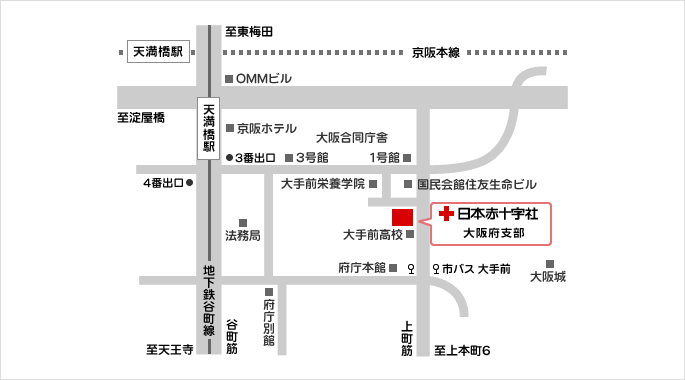 至東梅田
天満橋駅
京阪本線
OMMビル
至淀屋橋
天満橋駅
京阪ホテル
大阪合同庁舎
3番出口
3号館
1号館
4番出口
大手前栄養学院
国民会館住友生命ビル
日本赤十字社
大阪府支部
法務局
大手前高校
府庁本館
市バス 大手前
大阪城
地下鉄谷町線
府庁別館
谷町筋
上町筋
至天王寺
至上本町6